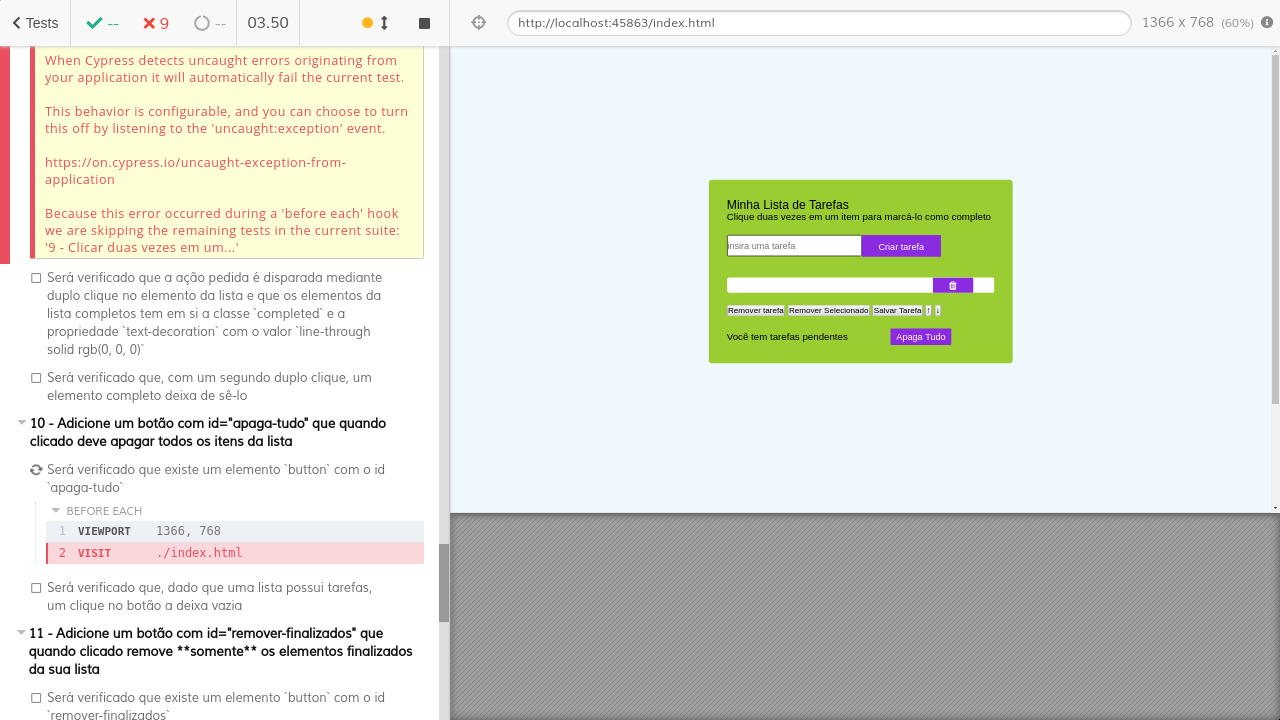 Tests
--
9
--
03.50
http://localhost:45863/index.html
1366 x 768 (60%)
When Cypress detects uncaught errors originating from
your application it will automatically fail the current test.
This behavior is configurable, and you can choose to turn
this off by listening to the 'uncaught:exception' event.
https://on.cypress.io/uncaught-exception-from-
application
Because this error occurred during a 'before each' hook
we are skipping the remaining tests in the current suite:
'9 - Clicar duas vezes em um...'
Será verificado que a ação pedida é disparada mediante
duplo clique no elemento da lista e que os elementos da
lista completos tem em si a classe `completed` e a
propriedade `text-decoration` com o valor `line-through
solid rgb(0, 0, 0)`
Será verificado que, com um segundo duplo clique, um
elemento completo deixa de sê-lo
10 - Adicione um botão com id="apaga-tudo" que quando
clicado deve apagar todos os itens da lista
Será verificado que existe um elemento `button` com o id
`apaga-tudo`
BEFORE EACH
1 VIEWPORT 1366, 768
2 VISIT ./index.html
Será verificado que, dado que uma lista possui tarefas,
um clique no botão a deixa vazia
11 - Adicione um botão com id="remover-finalizados" que
quando clicado remove **somente** os elementos finalizados
da sua lista
Será verificado que existe um elemento `button` com o id
`remover-finalizados`
Minha Lista de Tarefas
Clique duas vezes em um item para marcá-lo como completo
insira uma tarefa
Criar tarefa
Remover tarefa Remover Selecionado Salvar Tarefa ↑ ↓
Você tem tarefas pendentes
Apaga Tudo